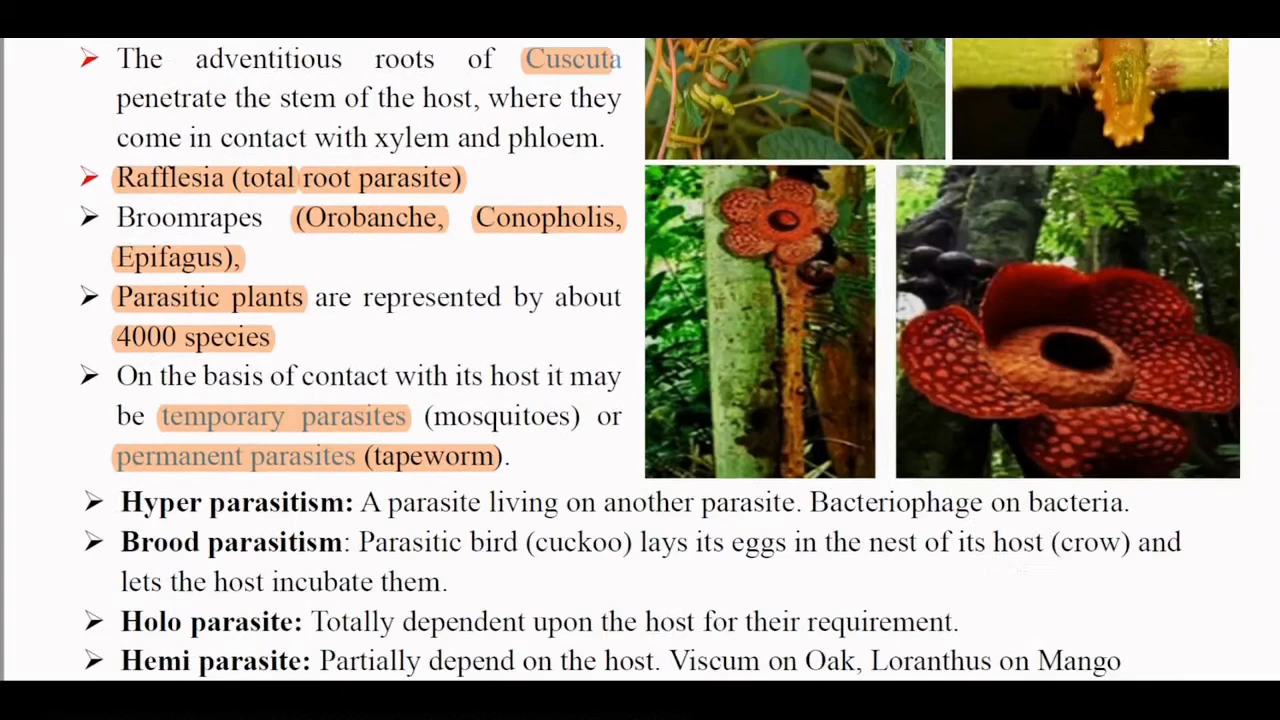 The adventitious roots of Cuscuta
penetrate the stem of the host, where they
come in contact with xylem and phloem.
Rafflesia (total root parasite)
Broomrapes (Orobanche, Conopholis,
Epifagus),
Parasitic plants are represented by about
4000 species
On the basis of contact with its host it may
be temporary parasites (mosquitoes) or
permanent parasites (tapeworm).
Hyper parasitism: A parasite living on another parasite. Bacteriophage on bacteria.
Brood parasitism: Parasitic bird (cuckoo) lays its eggs in the nest of its host (crow) and
lets the host incubate them.
Holo parasite: Totally dependent upon the host for their requirement.
Hemi parasite: Partially depend on the host. Viscum on Oak, Loranthus on Mango